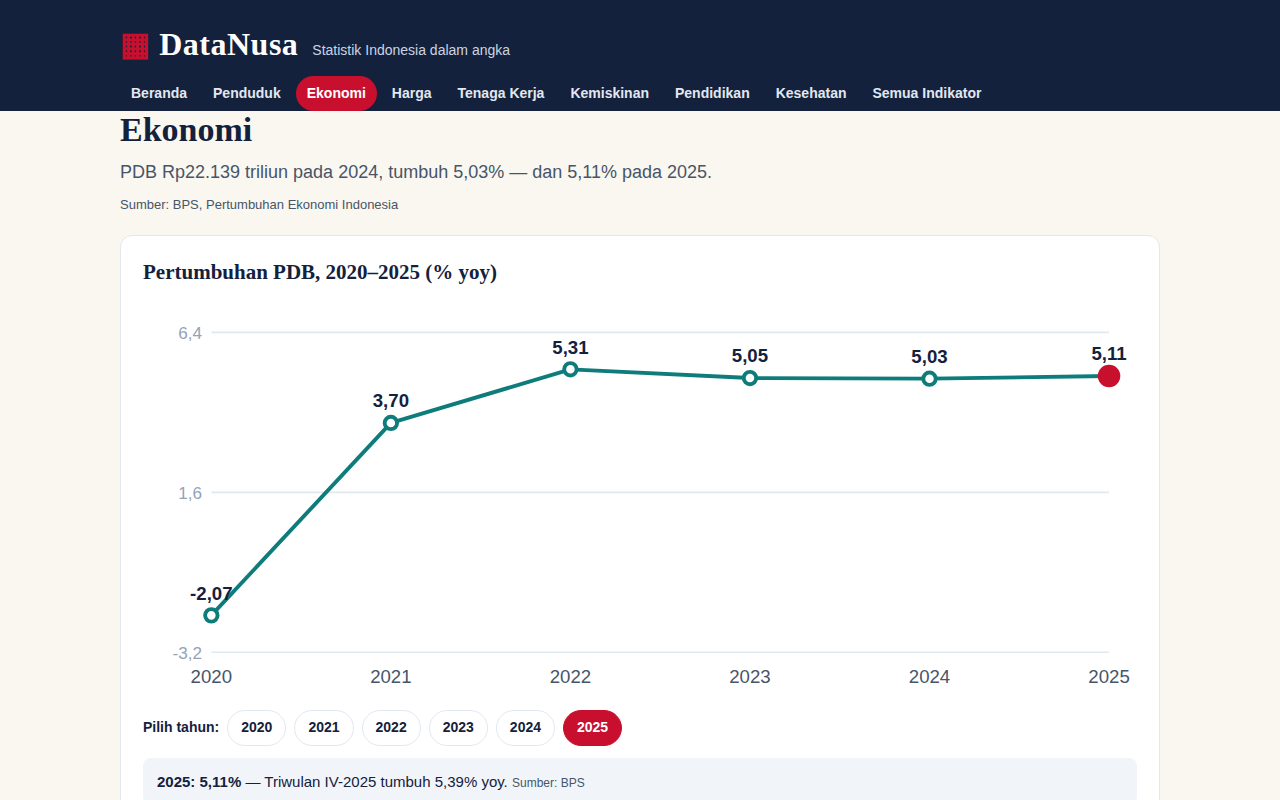 DataNusa Statistik Indonesia dalam angka
Beranda Penduduk Ekonomi Harga Tenaga Kerja Kemiskinan Pendidikan Kesehatan Semua Indikator
Ekonomi
PDB Rp22.139 triliun pada 2024, tumbuh 5,03% — dan 5,11% pada 2025.
Sumber: BPS, Pertumbuhan Ekonomi Indonesia
Pertumbuhan PDB, 2020–2025 (% yoy)
6,4
5,31 5,05 5,03 5,11
3,70
1,6
-2,07
-3,2
2020 2021 2022 2023 2024 2025
Pilih tahun: 2020 2021 2022 2023 2024 2025
2025: 5,11% — Triwulan IV-2025 tumbuh 5,39% yoy. Sumber: BPS